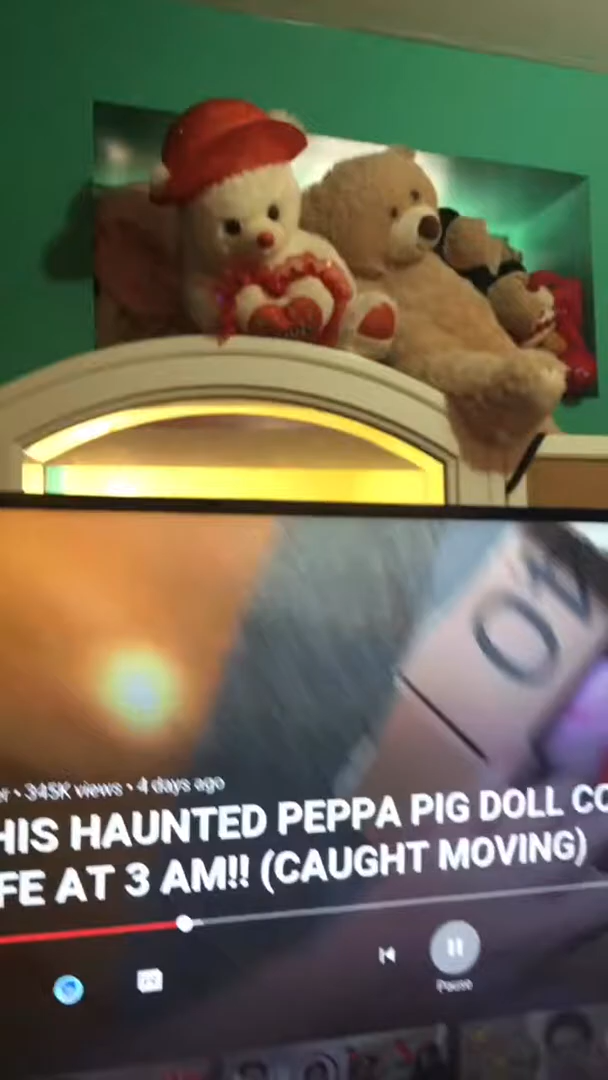 r • 345K views • 4 days ago
HIS HAUNTED PEPPA PIG DOLL CO
FE AT 3 AM!! (CAUGHT MOVING)
Pause